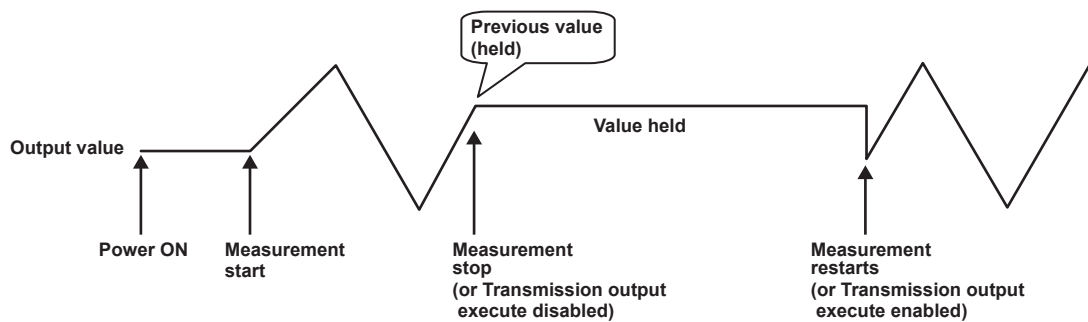 Previous value
(held)
Output value
Value held
Power ON
Measurement
start
Measurement
stop
(or Transmission output
execute disabled)
Measurement
restarts
(or Transmission output
execute enabled)